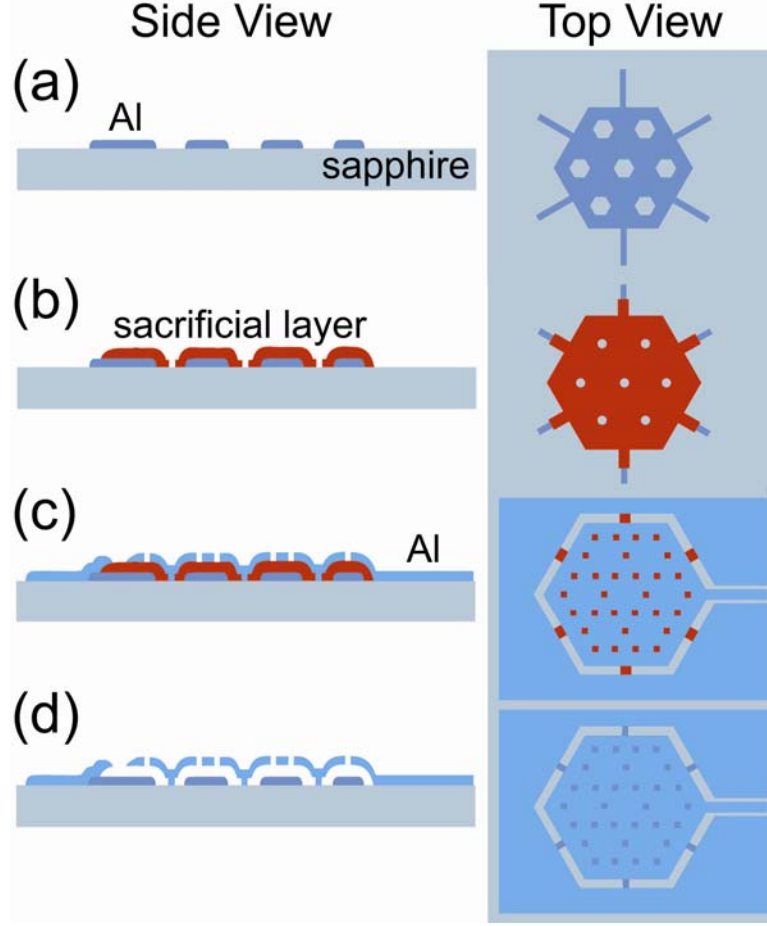 Side View
Top View
(a)
Al
sapphire
(b)
sacrificial layer
(c)
Al
(d)